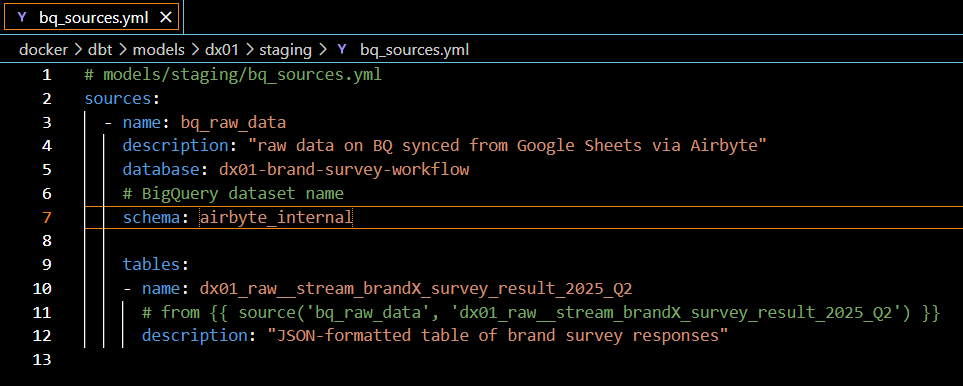 bq_sources.yml
docker > dbt > models > dx01 > staging > bq_sources.yml
1 # models/staging/bq_sources.yml
2 sources:
3   - name: bq_raw_data
4     description: "raw data on BQ synced from Google Sheets via Airbyte"
5     database: dx01-brand-survey-workflow
6     # BigQuery dataset name
7     schema: airbyte_internal
8
9     tables:
10    - name: dx01_raw__stream_brandX_survey_result_2025_Q2
11      # from {{ source('bq_raw_data', 'dx01_raw__stream_brandX_survey_result_2025_Q2') }}
12      description: "JSON-formatted table of brand survey responses"
13